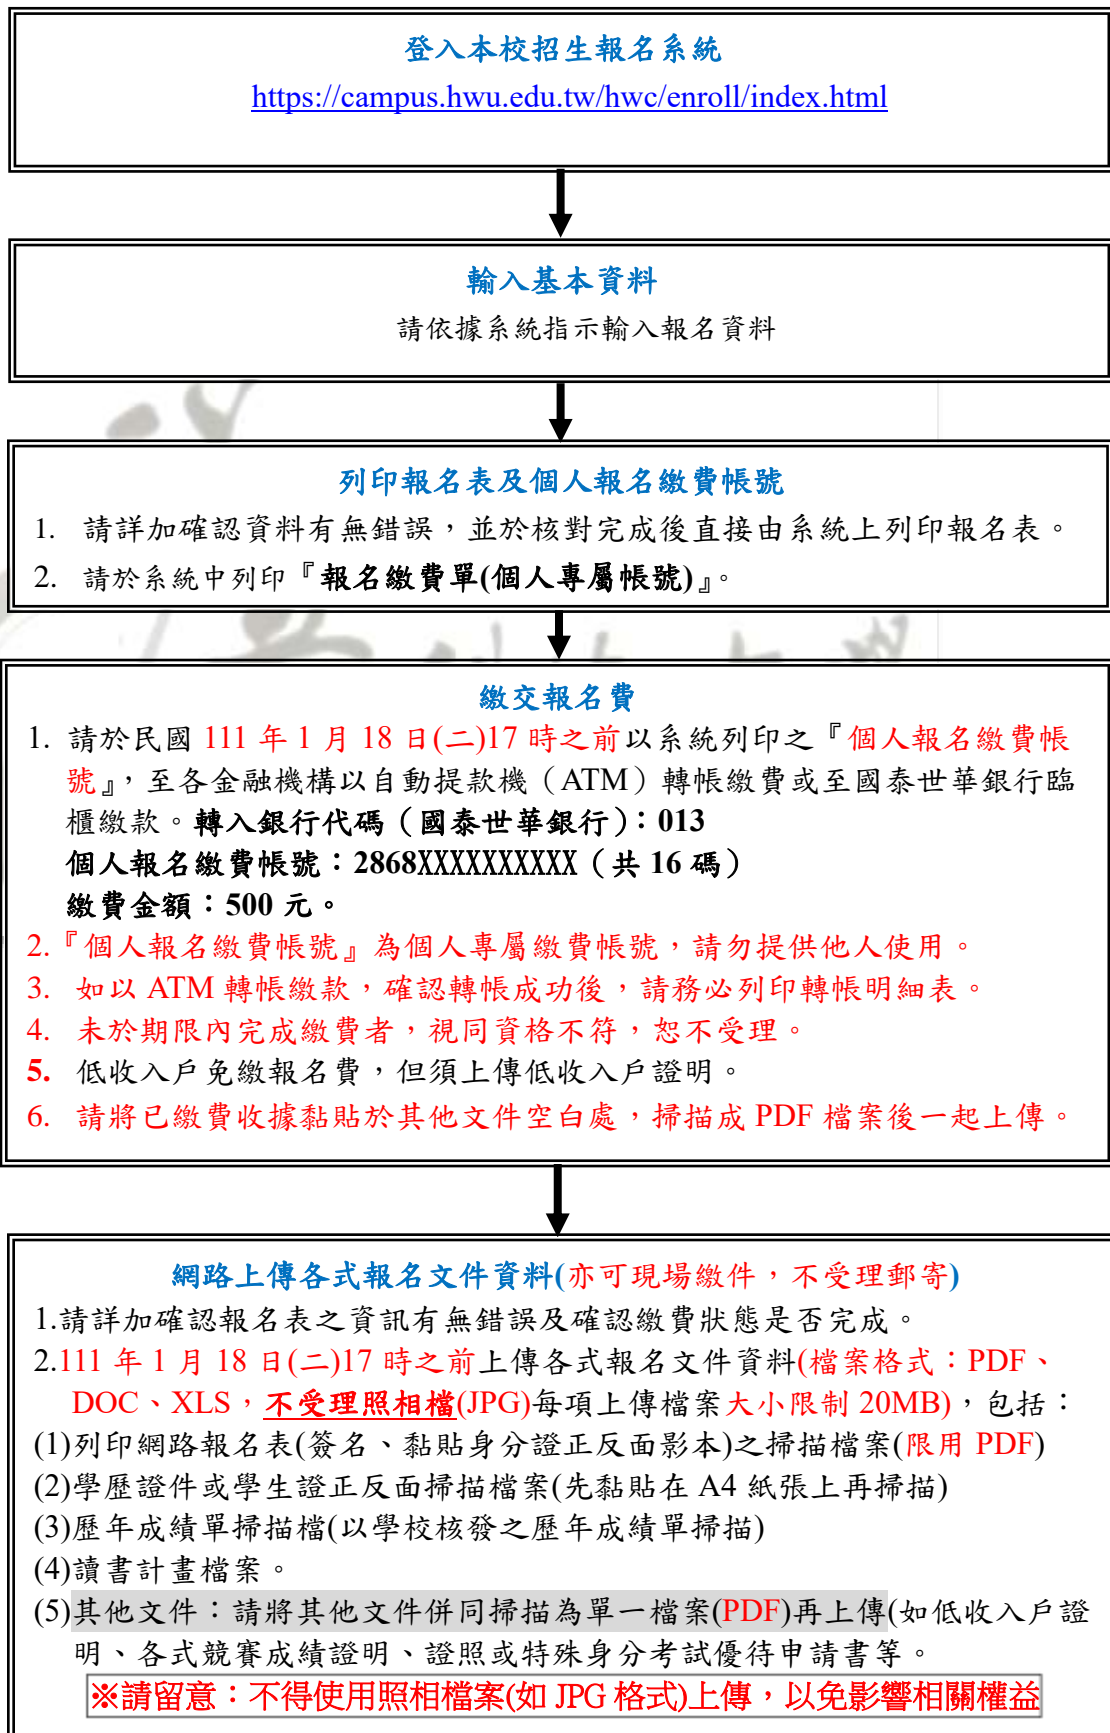 登入本校招生報名系統
https://campus.hwu.edu.tw/hwc/enroll/index.html
輸入基本資料
請依據系統指示輸入報名資料
列印報名表及個人報名繳費帳號
1. 請詳加確認資料有無錯誤，並於核對完成後直接由系統上列印報名表。
2. 請於系統中列印『報名繳費單(個人專屬帳號)』。
繳交報名費
1. 請於民國 111 年 1 月 18 日(二)17 時之前以系統列印之『個人報名繳費帳
號』，至各金融機構以自動提款機（ATM）轉帳繳費或至國泰世華銀行臨
櫃繳款。轉入銀行代碼（國泰世華銀行）：013
個人報名繳費帳號：2868XXXXXXXXXX（共 16 碼）
繳費金額：500 元。
2.『個人報名繳費帳號』為個人專屬繳費帳號，請勿提供他人使用。
3. 如以 ATM 轉帳繳款，確認轉帳成功後，請務必列印轉帳明細表。
4. 未於期限內完成繳費者，視同資格不符，恕不受理。
5. 低收入戶免繳報名費，但須上傳低收入戶證明。
6. 請將已繳費收據黏貼於其他文件空白處，掃描成 PDF 檔案後一起上傳。
網路上傳各式報名文件資料(亦可現場繳件，不受理郵寄)
1.請詳加確認報名表之資訊有無錯誤及確認繳費狀態是否完成。
2.111 年 1 月 18 日(二)17 時之前上傳各式報名文件資料(檔案格式：PDF、
DOC、XLS，不受理照相檔(JPG)每項上傳檔案大小限制 20MB)，包括：
(1)列印網路報名表(簽名、黏貼身分證正反面影本)之掃描檔案(限用 PDF)
(2)學歷證件或學生證正反面掃描檔案(先黏貼在 A4 紙張上再掃描)
(3)歷年成績單掃描檔(以學校核發之歷年成績單掃描)
(4)讀書計畫檔案。
(5)其他文件：請將其他文件併同掃描為單一檔案(PDF)再上傳(如低收入戶證
明、各式競賽成績證明、證照或特殊身分考試優待申請書等。
※請留意：不得使用照相檔案(如 JPG 格式)上傳，以免影響相關權益